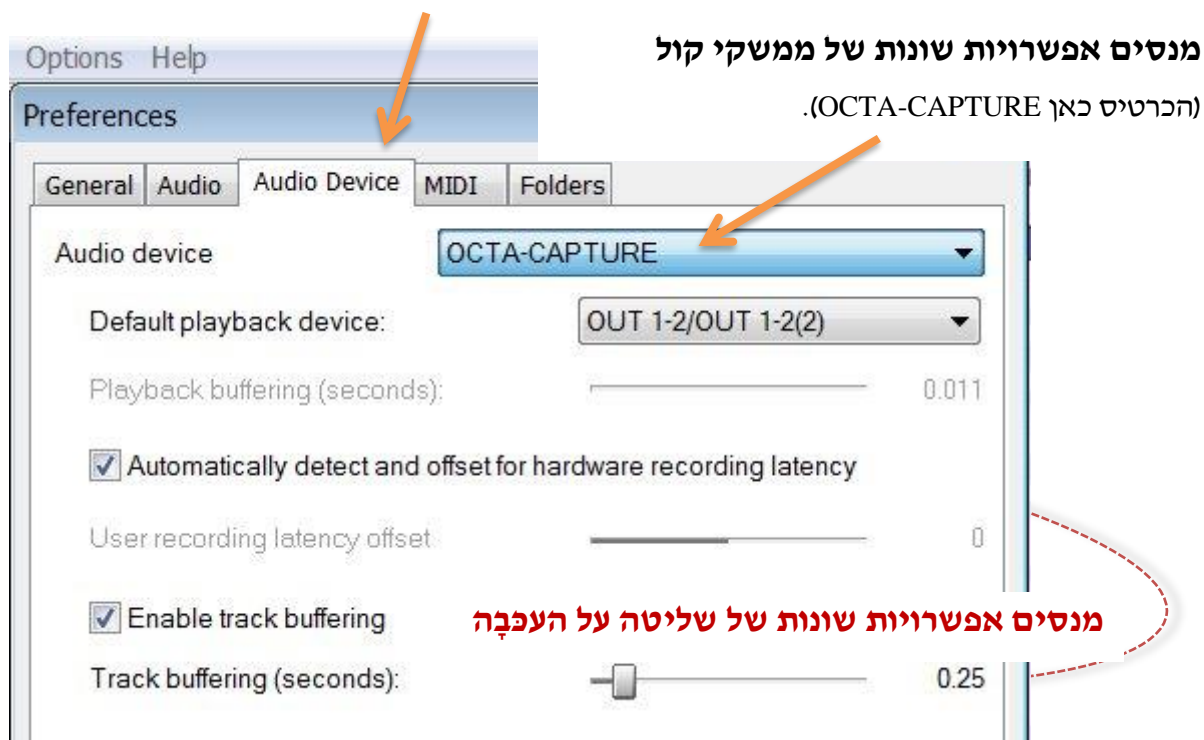 מנסים אפשרויות שונות של ממשקי קול
(הכרטיס כאן OCTA-CAPTURE).
Options Help
Preferences
General Audio Audio Device MIDI Folders
Audio device OCTA-CAPTURE
Default playback device: OUT 1-2/OUT 1-2(2)
Playback buffering (seconds): 0.011
Automatically detect and offset for hardware recording latency
User recording latency offset 0
Enable track buffering
מנסים אפשרויות שונות של שליטה על העכּבָה
Track buffering (seconds): 0.25